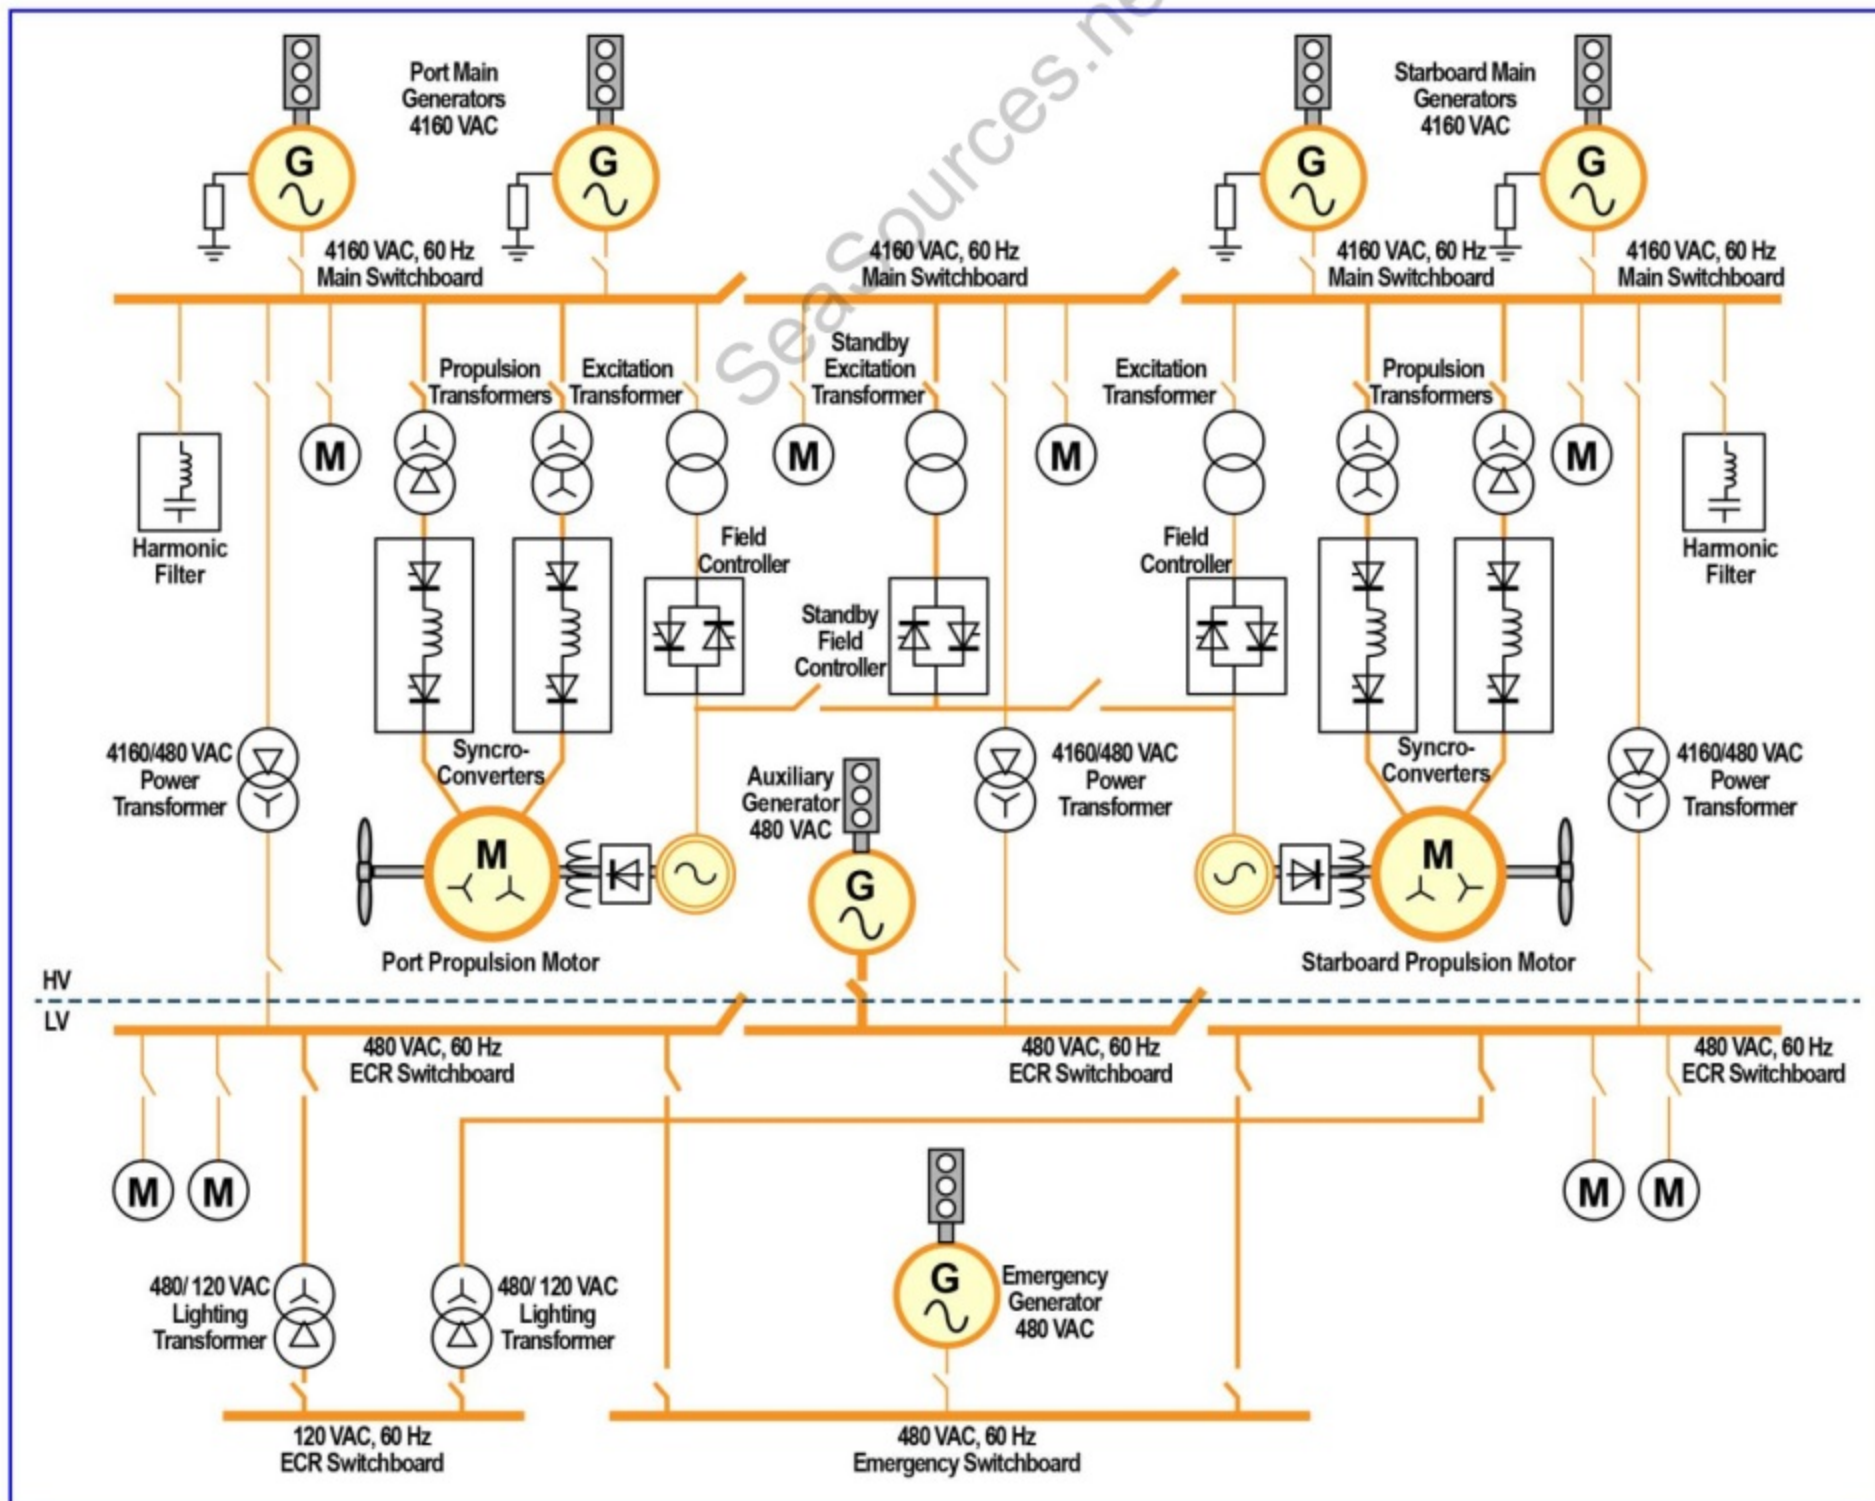 SeaSources.ne
Port Main
Generators
4160 VAC
Starboard Main
Generators
4160 VAC
G
G
G
G
4160 VAC, 60 Hz
Main Switchboard
4160 VAC, 60 Hz
Main Switchboard
4160 VAC, 60 Hz
Main Switchboard
4160 VAC, 60 Hz
Main Switchboard
Propulsion
Transformers
Excitation
Transformer
Standby
Excitation
Transformer
Excitation
Transformer
Propulsion
Transformers
M
M
M
M
Harmonic
Filter
Field
Controller
Standby
Field
Controller
Field
Controller
Harmonic
Filter
4160/480 VAC
Power
Transformer
Syncro-
Converters
Auxiliary
Generator
480 VAC
4160/480 VAC
Power
Transformer
Syncro-
Converters
4160/480 VAC
Power
Transformer
M
G
M
Port Propulsion Motor
Starboard Propulsion Motor
HV
LV
480 VAC, 60 Hz
ECR Switchboard
480 VAC, 60 Hz
ECR Switchboard
480 VAC, 60 Hz
ECR Switchboard
M
M
M
M
480/ 120 VAC
Lighting
Transformer
480/ 120 VAC
Lighting
Transformer
G
Emergency
Generator
480 VAC
120 VAC, 60 Hz
ECR Switchboard
480 VAC, 60 Hz
Emergency Switchboard